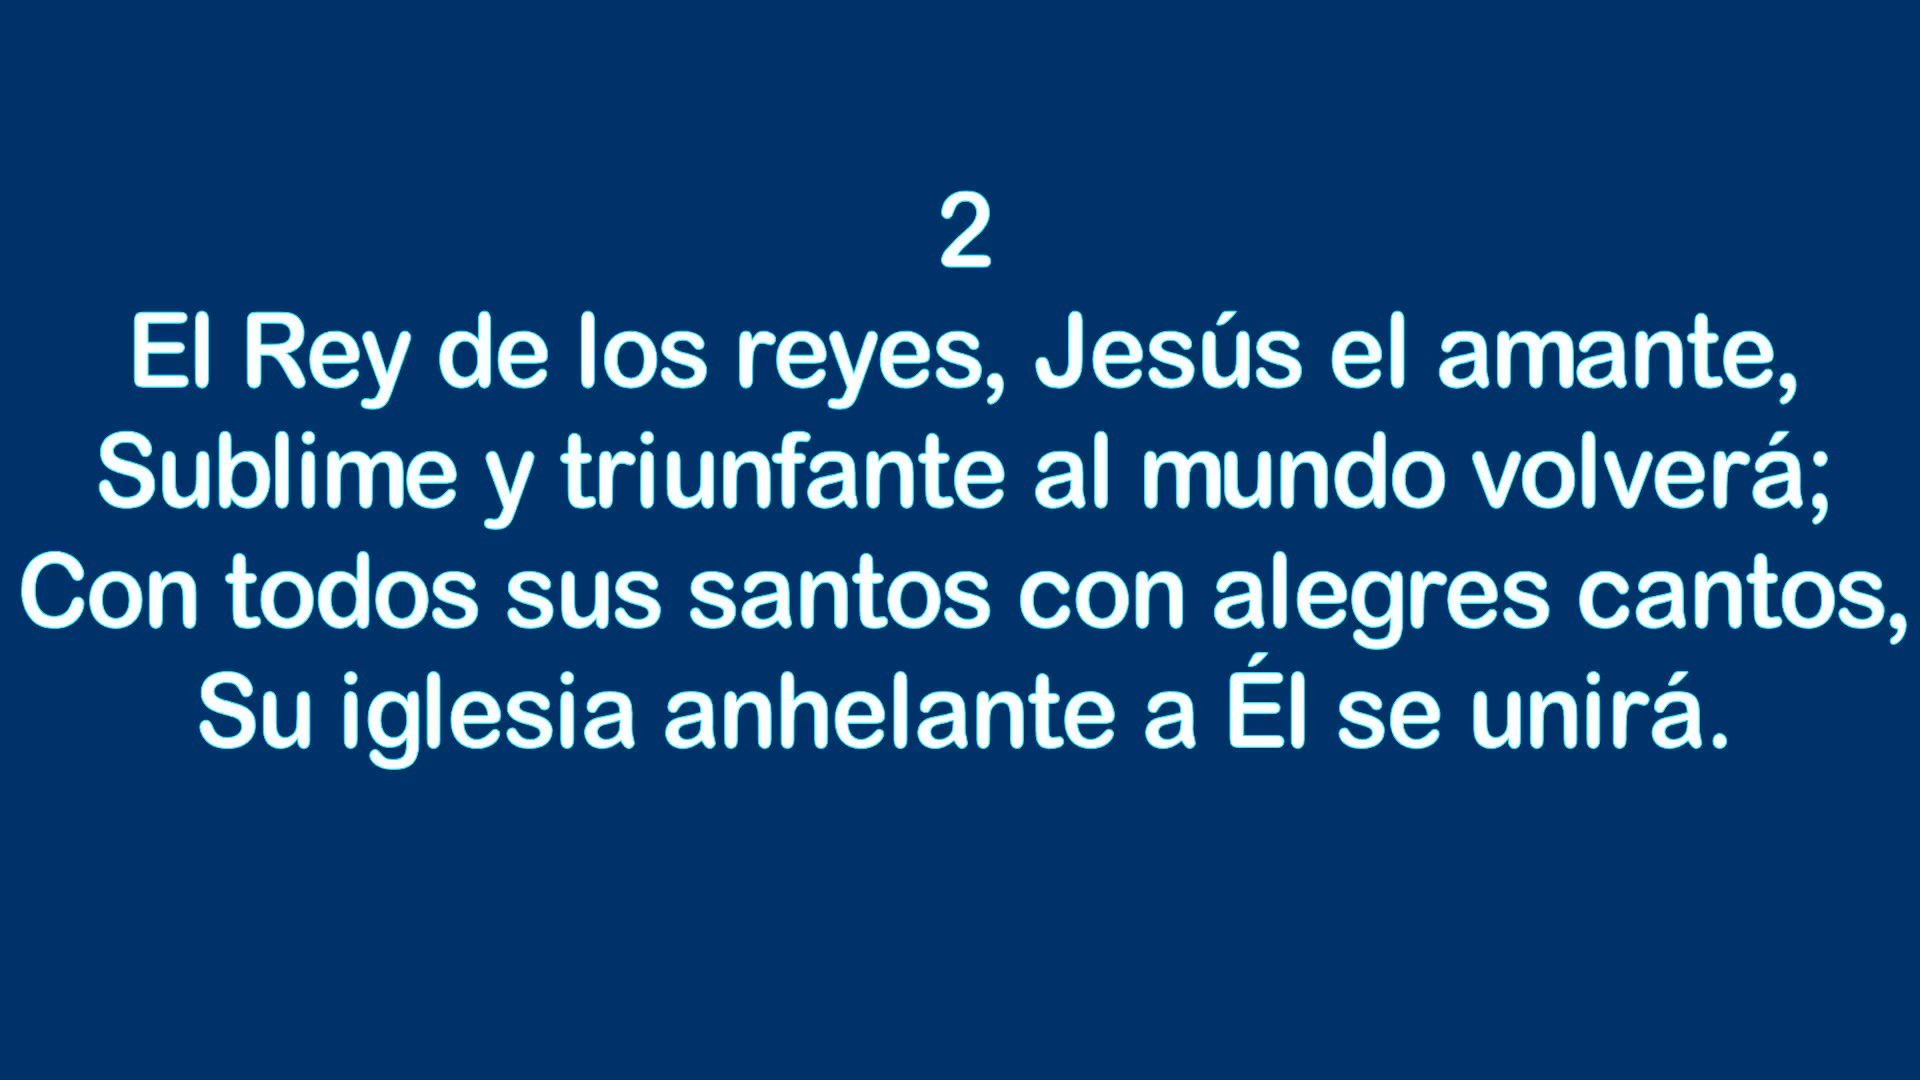 2
El Rey de los reyes, Jesús el amante,
Sublime y triunfante al mundo volverá;
Con todos sus santos con alegres cantos,
Su iglesia anhelante a Él se unirá.